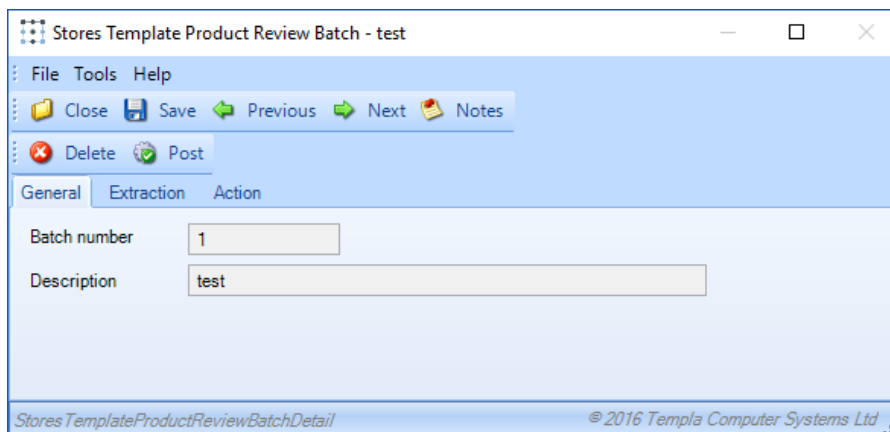 Stores Template Product Review Batch - test
File Tools Help
Close Save Previous Next Notes
Delete Post
General Extraction Action
Batch number 1
Description test
StoresTemplateProductReviewBatchDetail © 2016 Templa Computer Systems Ltd